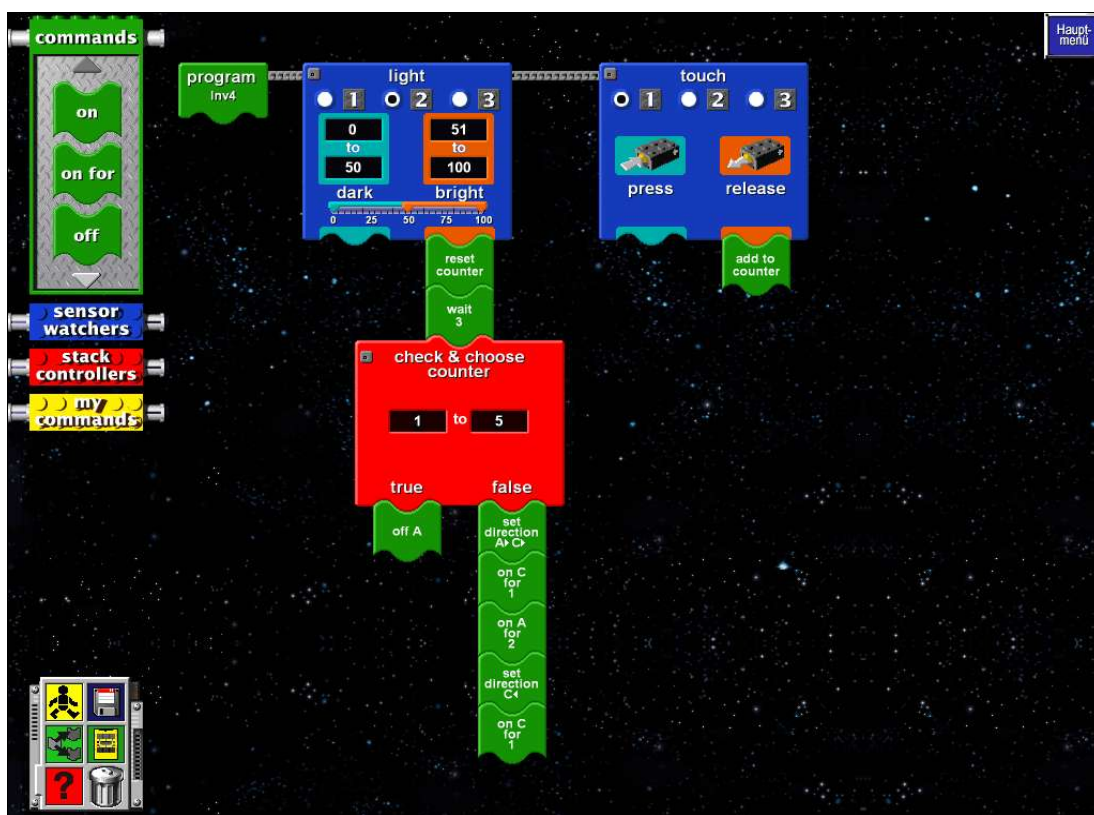 commands
on
on for
off
sensor
watchers
stack
controllers
my
commands
?
program
Inv4
light
1 2 3
0
to
50
51
to
100
dark
bright
0 25 50 75 100
touch
1 2 3
press
release
Haupt-
menü
reset
counter
wait
3
add to
counter
check & choose
counter
1 to 5
true
false
off A
set
direction
A▸ C▸
on C
for
1
on A
for
2
set
direction
C◂
on C
for
1